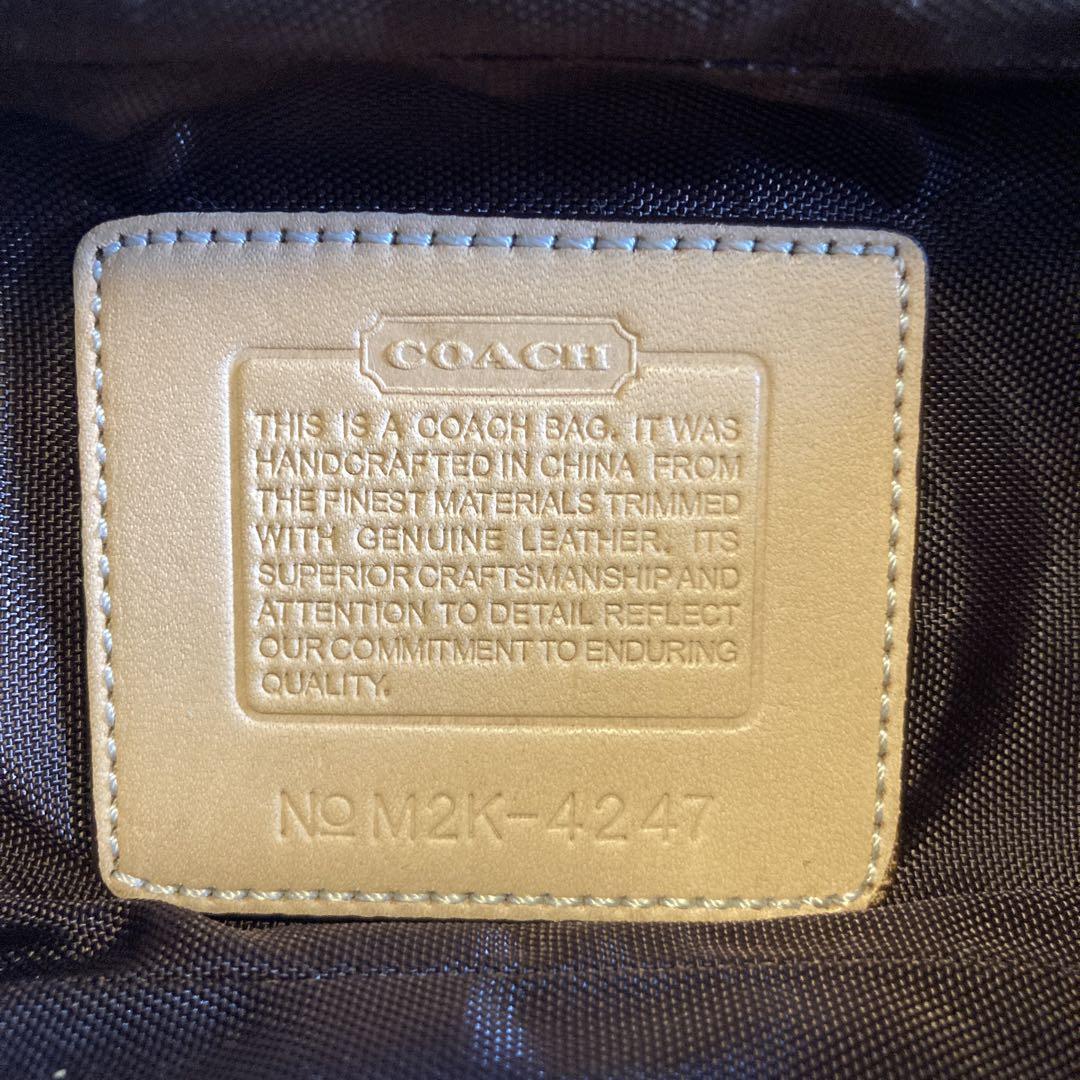 COACH
THIS IS A COACH BAG. IT WAS
HANDCRAFTED IN CHINA FROM
THE FINEST MATERIALS TRIMMED
WITH GENUINE LEATHER. ITS
SUPERIOR CRAFTSMANSHIP AND
ATTENTION TO DETAIL REFLECT
OUR COMMITMENT TO ENDURING
QUALITY.
No M2K-4247